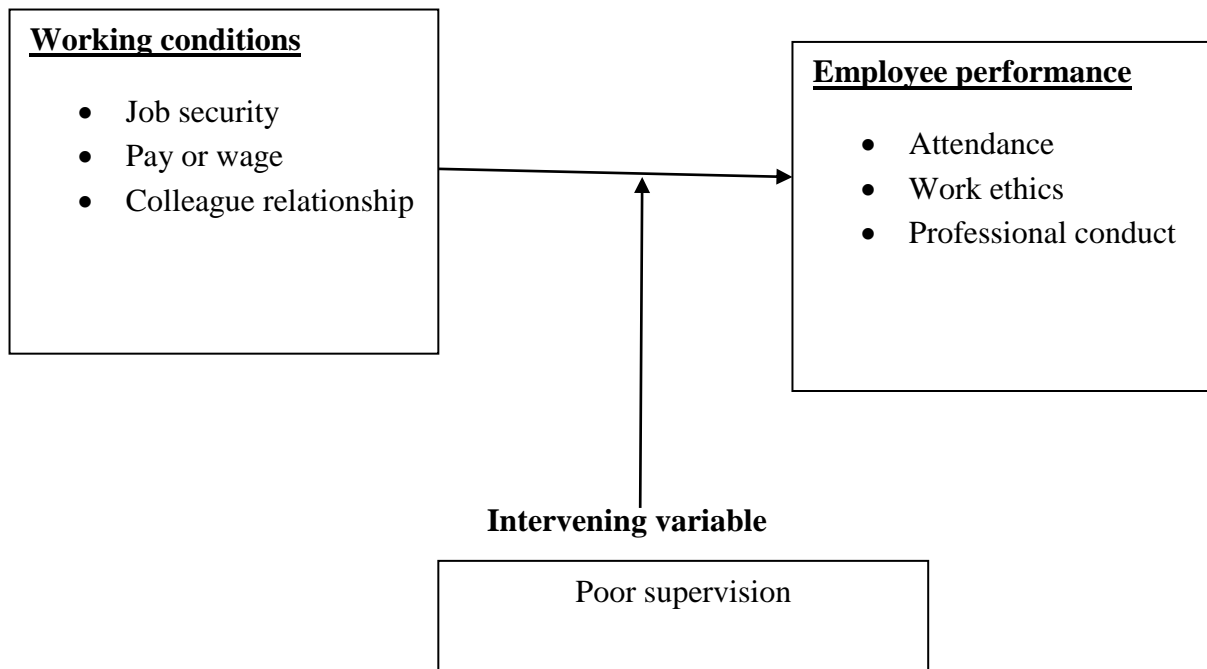 Working conditions
• Job security
• Pay or wage
• Colleague relationship
Employee performance
• Attendance
• Work ethics
• Professional conduct
Intervening variable
Poor supervision